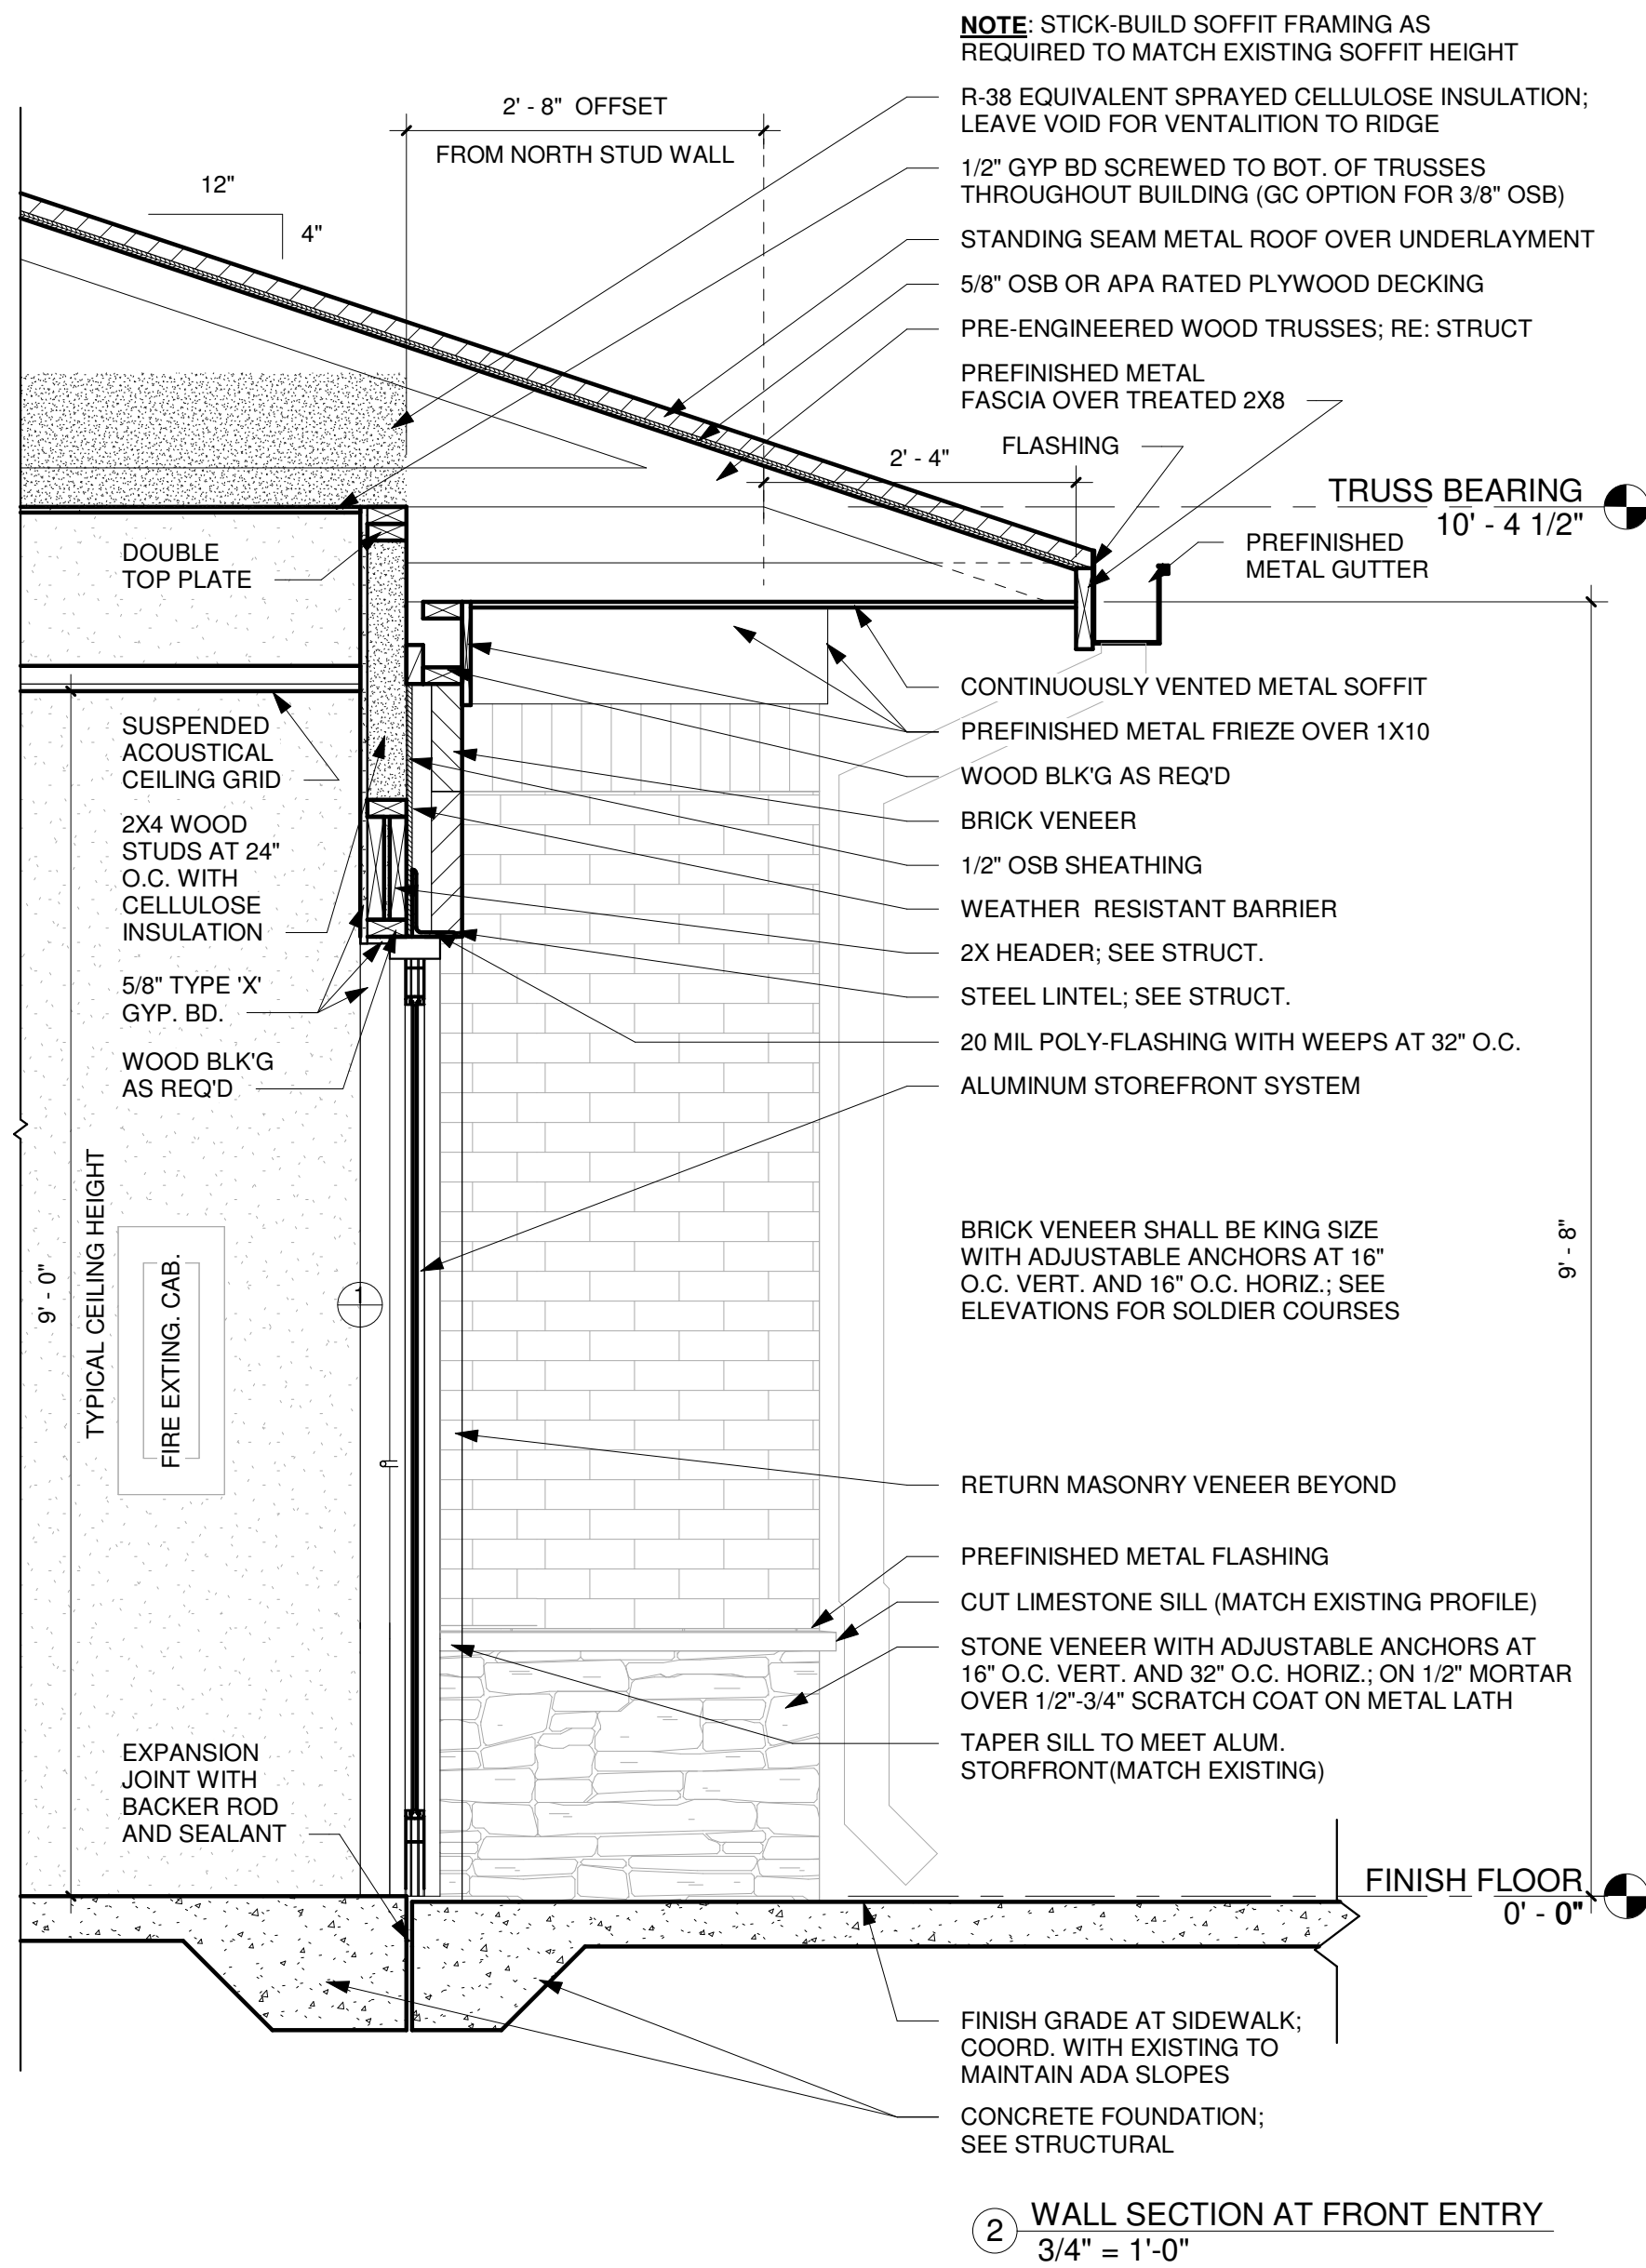 NOTE: STICK-BUILD SOFFIT FRAMING AS
REQUIRED TO MATCH EXISTING SOFFIT HEIGHT
R-38 EQUIVALENT SPRAYED CELLULOSE INSULATION;
LEAVE VOID FOR VENTALITION TO RIDGE
1/2" GYP BD SCREWED TO BOT. OF TRUSSES
THROUGHOUT BUILDING (GC OPTION FOR 3/8" OSB)
STANDING SEAM METAL ROOF OVER UNDERLAYMENT
5/8" OSB OR APA RATED PLYWOOD DECKING
PRE-ENGINEERED WOOD TRUSSES; RE: STRUCT
PREFINISHED METAL
FASCIA OVER TREATED 2X8
FLASHING
2' - 8" OFFSET
FROM NORTH STUD WALL
12"
4"
2' - 4"
TRUSS BEARING
10' - 4 1/2"
PREFINISHED
METAL GUTTER
DOUBLE
TOP PLATE
SUSPENDED
ACOUSTICAL
CEILING GRID
2X4 WOOD
STUDS AT 24"
O.C. WITH
CELLULOSE
INSULATION
5/8" TYPE 'X'
GYP. BD.
WOOD BLK'G
AS REQ'D
CONTINUOUSLY VENTED METAL SOFFIT
PREFINISHED METAL FRIEZE OVER 1X10
WOOD BLK'G AS REQ'D
BRICK VENEER
1/2" OSB SHEATHING
WEATHER RESISTANT BARRIER
2X HEADER; SEE STRUCT.
STEEL LINTEL; SEE STRUCT.
20 MIL POLY-FLASHING WITH WEEPS AT 32" O.C.
ALUMINUM STOREFRONT SYSTEM
BRICK VENEER SHALL BE KING SIZE
WITH ADJUSTABLE ANCHORS AT 16"
O.C. VERT. AND 16" O.C. HORIZ.; SEE
ELEVATIONS FOR SOLDIER COURSES
9' - 8"
9' - 0"
TYPICAL CEILING HEIGHT
FIRE EXTING. CAB.
1
RETURN MASONRY VENEER BEYOND
PREFINISHED METAL FLASHING
CUT LIMESTONE SILL (MATCH EXISTING PROFILE)
STONE VENEER WITH ADJUSTABLE ANCHORS AT
16" O.C. VERT. AND 32" O.C. HORIZ.; ON 1/2" MORTAR
OVER 1/2"-3/4" SCRATCH COAT ON METAL LATH
TAPER SILL TO MEET ALUM.
STORFRONT(MATCH EXISTING)
EXPANSION
JOINT WITH
BACKER ROD
AND SEALANT
FINISH FLOOR
0' - 0"
FINISH GRADE AT SIDEWALK;
COORD. WITH EXISTING TO
MAINTAIN ADA SLOPES
CONCRETE FOUNDATION;
SEE STRUCTURAL
2
WALL SECTION AT FRONT ENTRY
3/4" = 1'-0"